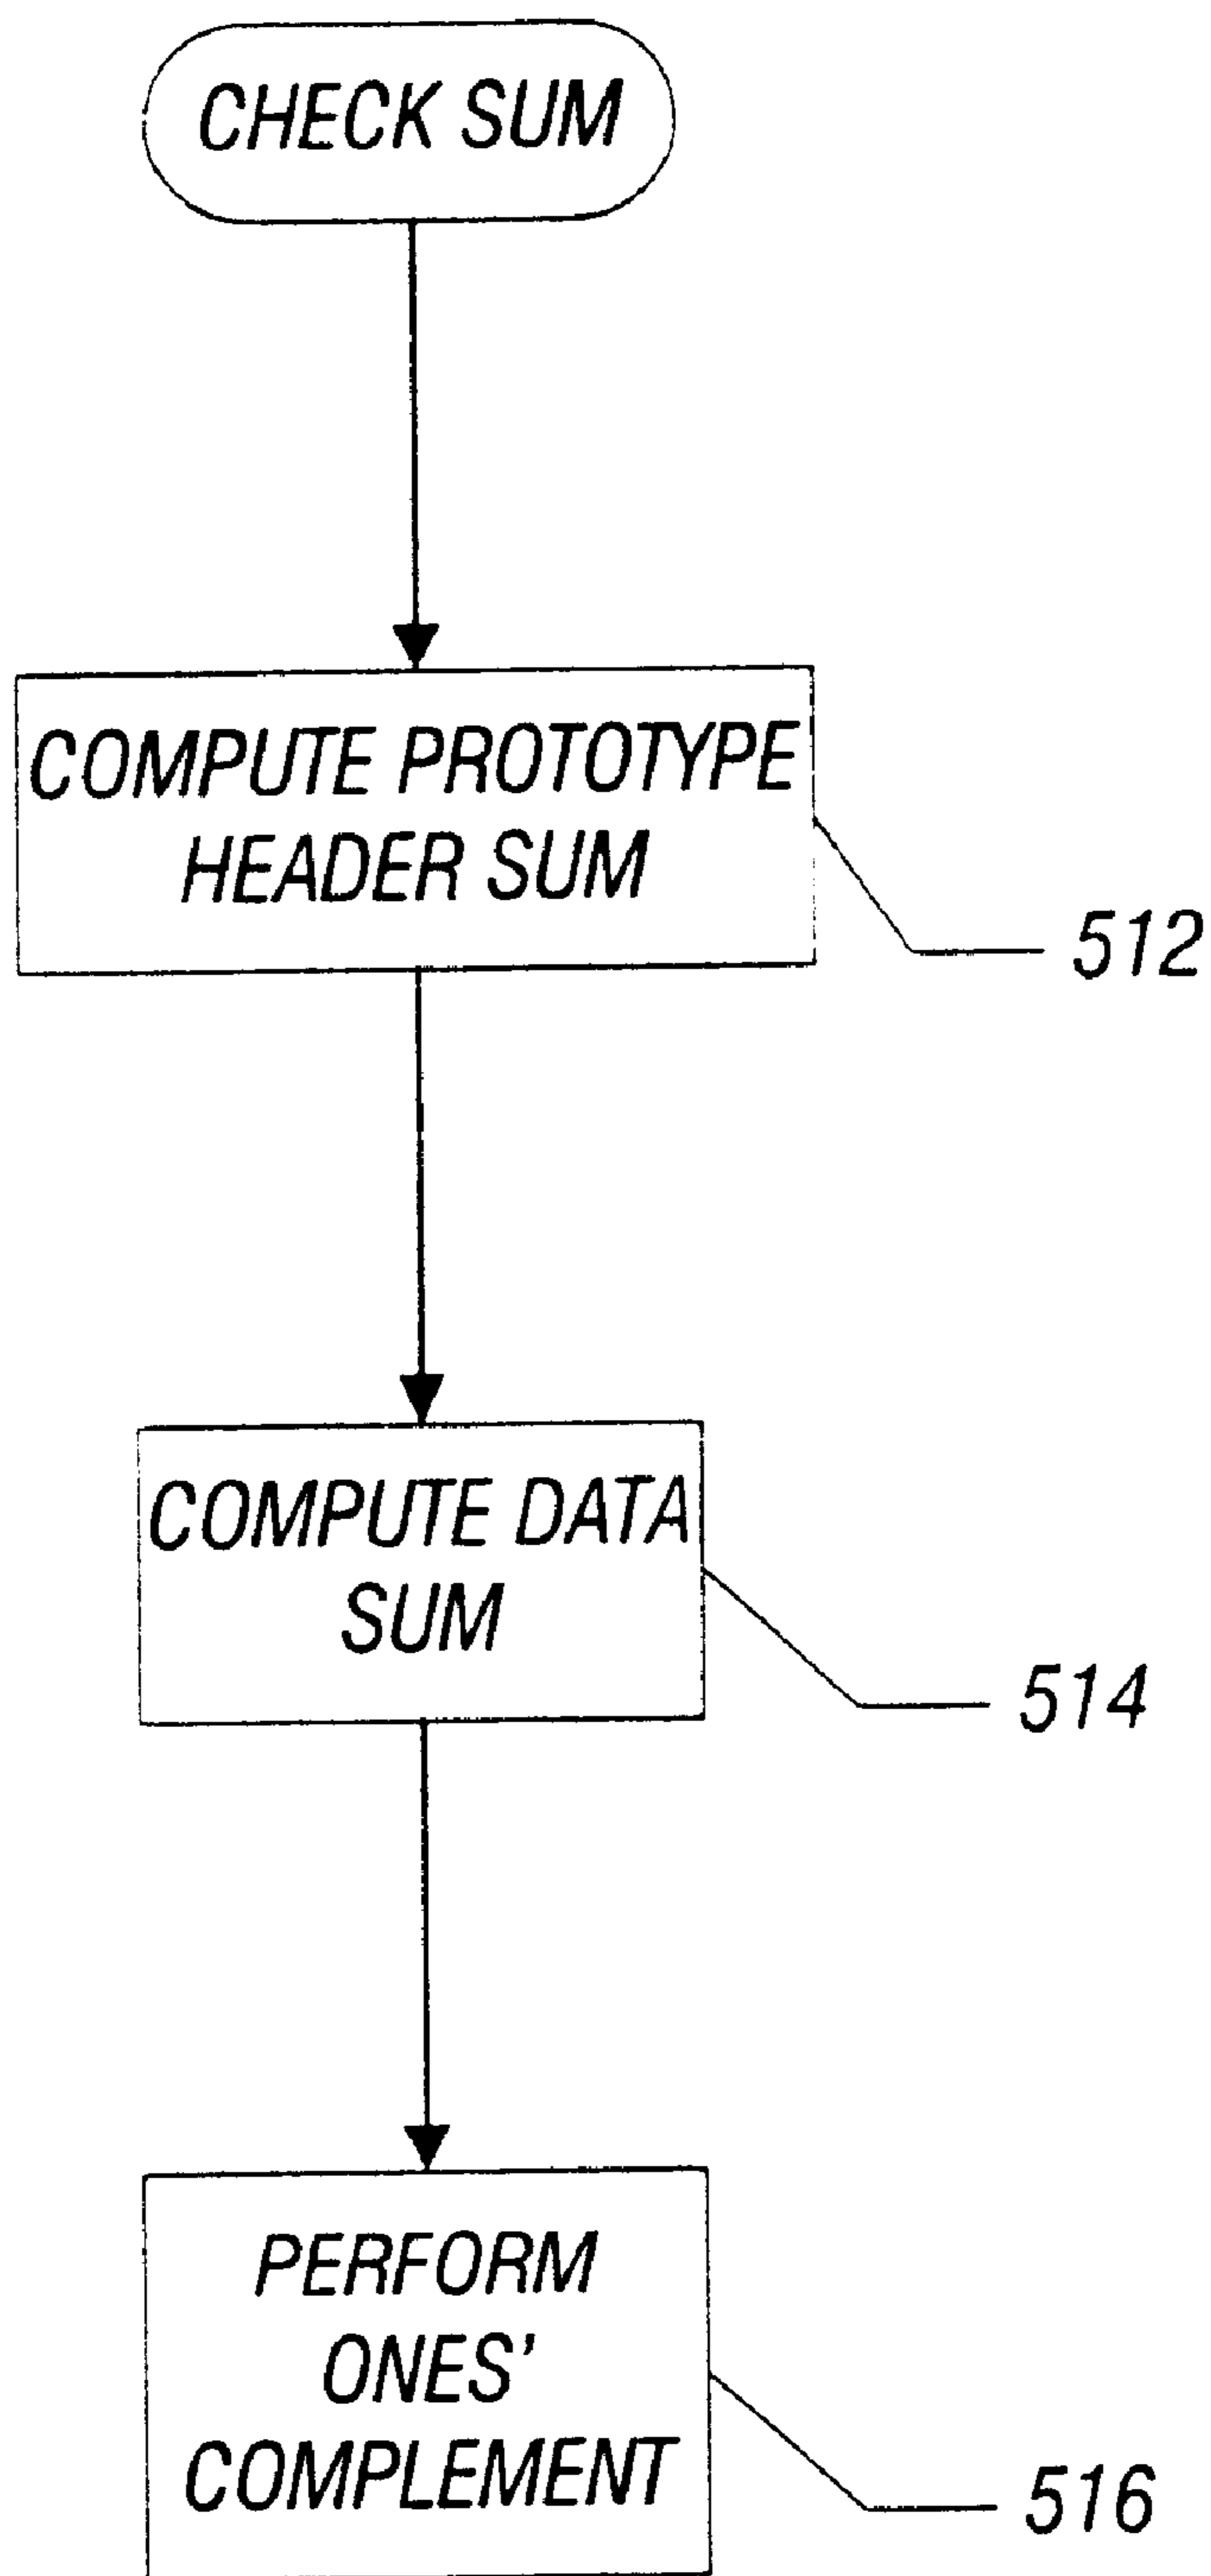 CHECK SUM
COMPUTE PROTOTYPE
HEADER SUM
512
COMPUTE DATA
SUM
514
PERFORM
ONES'
COMPLEMENT
516